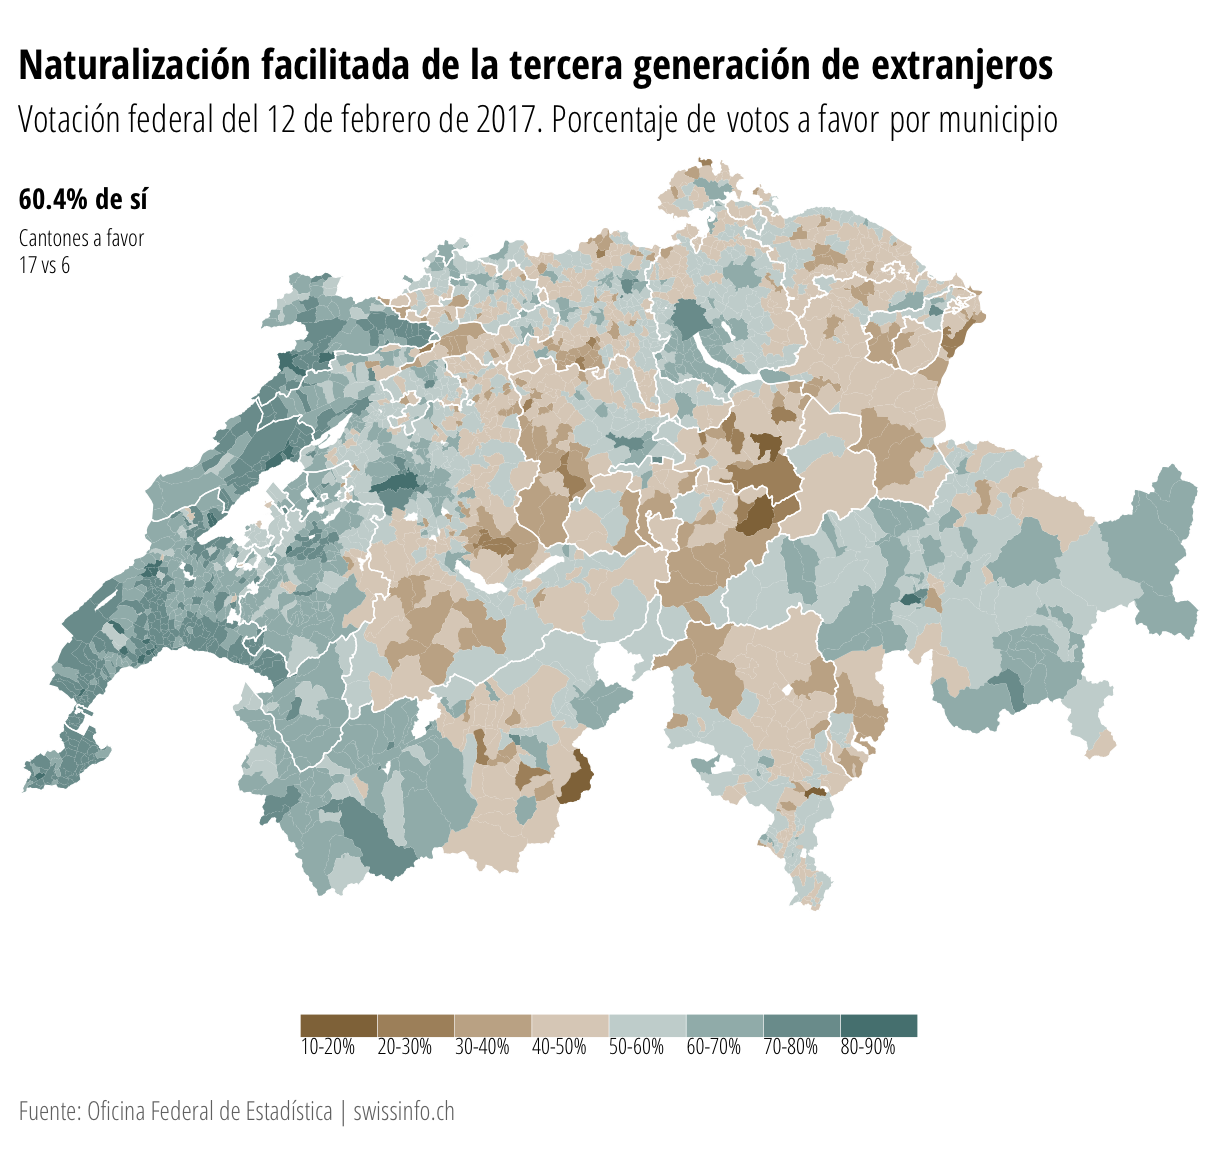 Naturalización facilitada de la tercera generación de extranjeros
Votación federal del 12 de febrero de 2017. Porcentaje de votos a favor por municipio
60.4% de sí
Cantones a favor
17 vs 6
10-20% 20-30% 30-40% 40-50% 50-60% 60-70% 70-80% 80-90%
Fuente: Oficina Federal de Estadística | swissinfo.ch